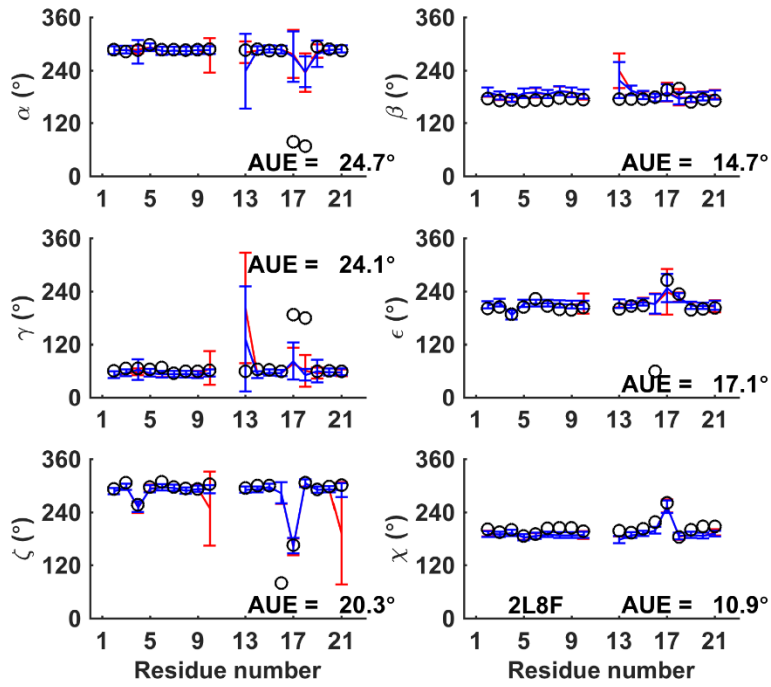 360
240
120
0
α (°)
AUE = 24.7°
1 5 9 13 17 21
360
240
120
0
β (°)
AUE = 14.7°
1 5 9 13 17 21
360
240
120
0
γ (°)
AUE = 24.1°
1 5 9 13 17 21
360
240
120
0
ϵ (°)
AUE = 17.1°
1 5 9 13 17 21
360
240
120
0
ζ (°)
AUE = 20.3°
1 5 9 13 17 21
Residue number
360
240
120
0
χ (°)
2L8F AUE = 10.9°
1 5 9 13 17 21
Residue number